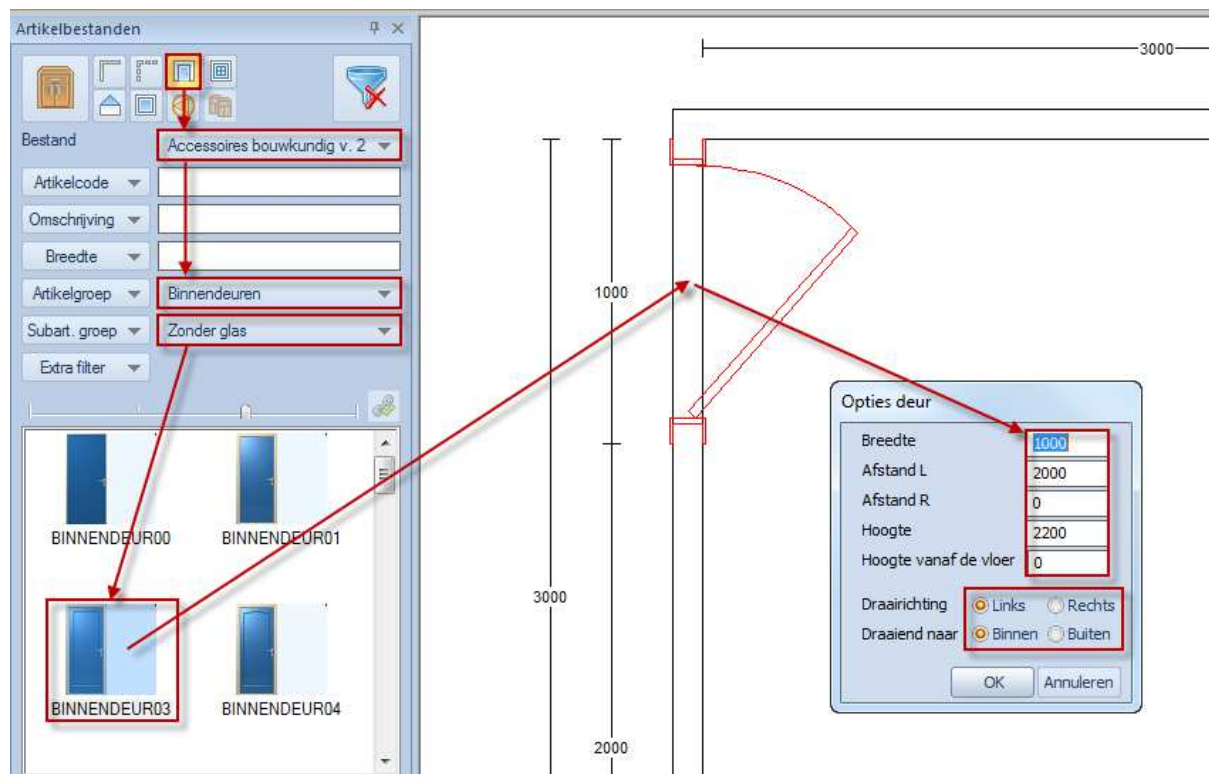 Artikelbestanden
Bestand
Accessoires bouwkundig v. 2
Artikelcode
Omschrijving
Breedte
Artikelgroep
Binnendeuren
Subart. groep
Zonder glas
Extra filter
BINNENDEUR00
BINNENDEUR01
BINNENDEUR03
BINNENDEUR04
3000
1000
3000
2000
Opties deur
Breedte 1000
Afstand L 2000
Afstand R 0
Hoogte 2200
Hoogte vanaf de vloer 0
Draairichting Links Rechts
Draaiend naar Binnen Buiten
OK Annuleren